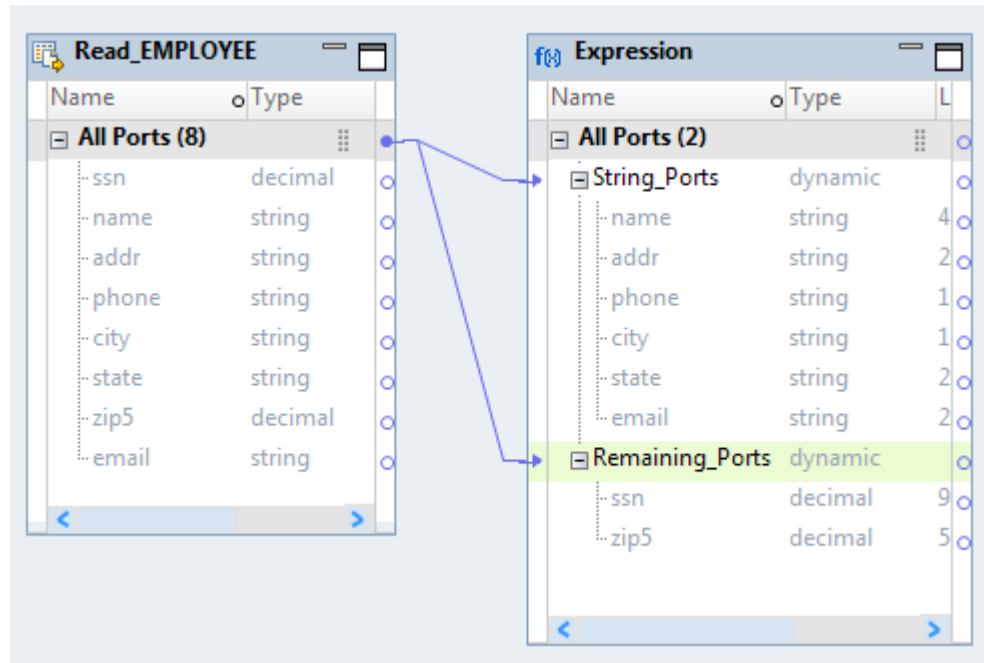 Read_EMPLOYEE
Name Type
All Ports (8)
ssn decimal
name string
addr string
phone string
city string
state string
zip5 decimal
email string
f(x) Expression
Name Type L
All Ports (2)
String_Ports dynamic
name string 4
addr string 2
phone string 1
city string 1
state string 2
email string 2
Remaining_Ports dynamic
ssn decimal 9
zip5 decimal 5